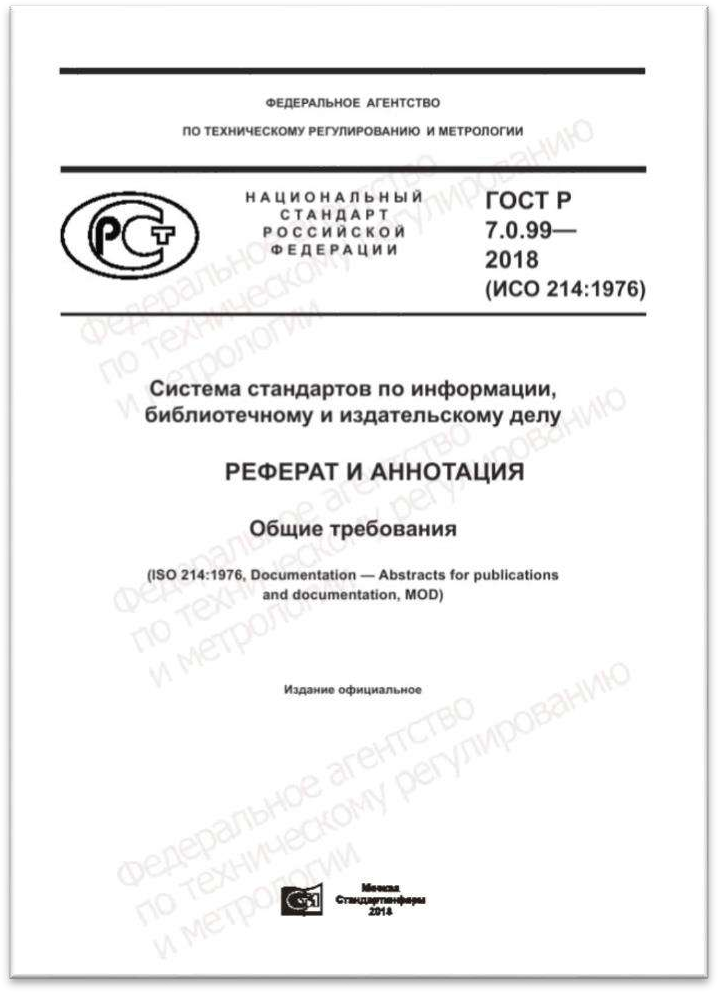 ФЕДЕРАЛЬНОЕ АГЕНТСТВО
ПО ТЕХНИЧЕСКОМУ РЕГУЛИРОВАНИЮ И МЕТРОЛОГИИ
НАЦИОНАЛЬНЫЙ
СТАНДАРТ
РОССИЙСКОЙ
ФЕДЕРАЦИИ
ГОСТ Р
7.0.99—
2018
(ИСО 214:1976)
Система стандартов по информации,
библиотечному и издательскому делу
РЕФЕРАТ И АННОТАЦИЯ
Общие требования
(ISO 214:1976, Documentation — Abstracts for publications
and documentation, MOD)
Издание официальное
Москва
Стандартинформ
2018
Федеральное агентство
по техническому регулированию
и метрологии
Федеральное агентство
по техническому регулированию
и метрологии
Федеральное агентство
по техническому регулированию
и метрологии